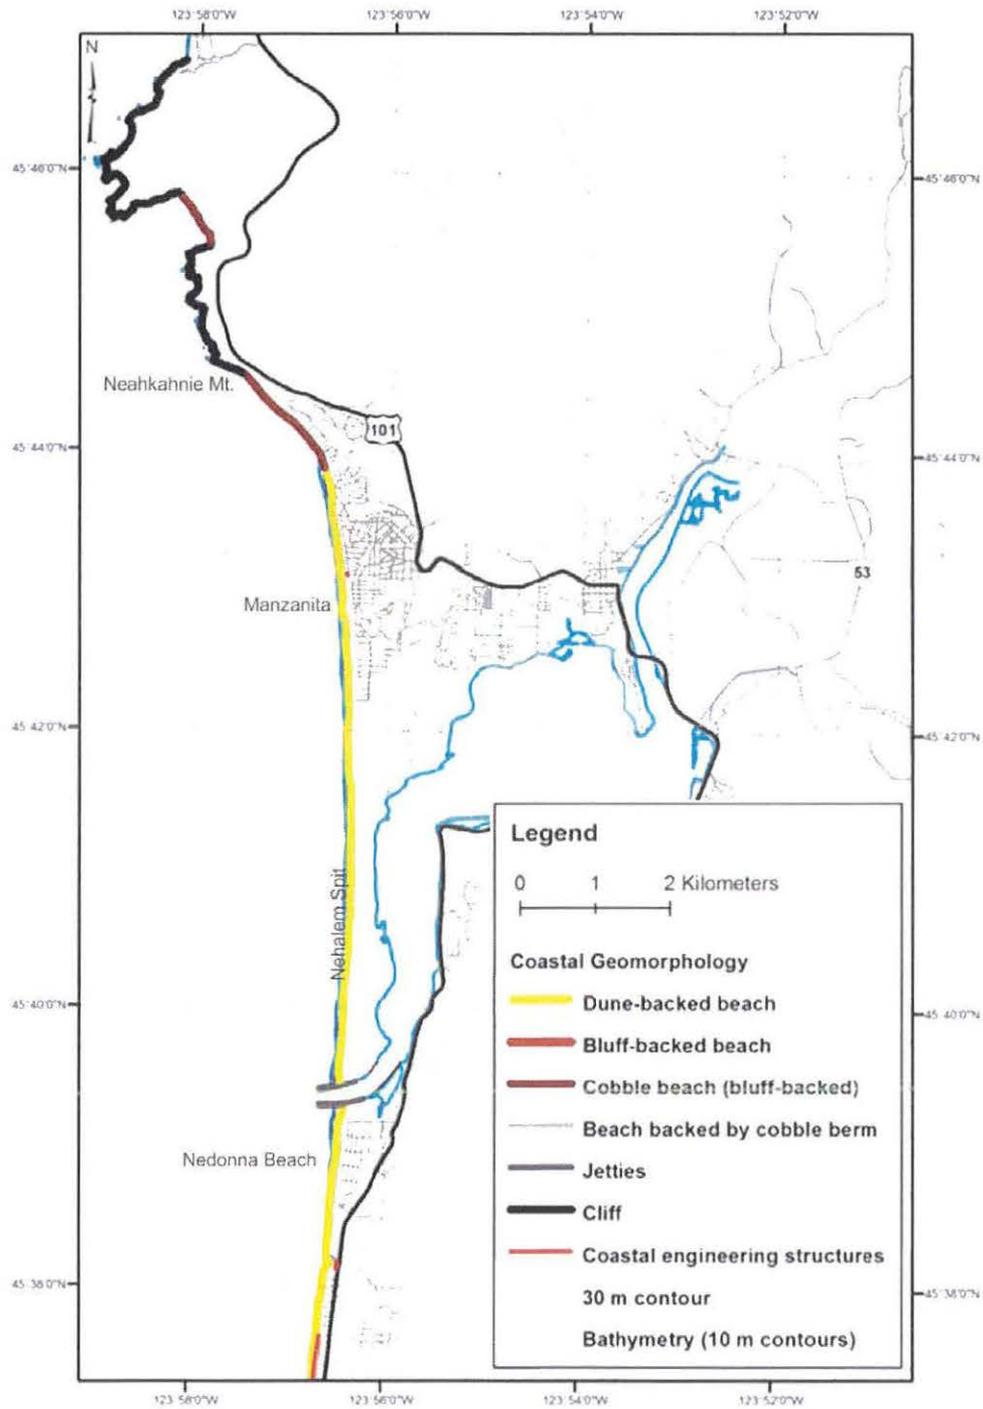 123°58'0"W 123°56'0"W 123°54'0"W 123°52'0"W
N
45°46'0"N 45°46'0"N
Neahkahnie Mt.
101
45°44'0"N 45°44'0"N
53
Manzanita
45°42'0"N 45°42'0"N
Nehalem Spit
Legend
0 1 2 Kilometers
Coastal Geomorphology
Dune-backed beach
45°40'0"N 45°40'0"N
Bluff-backed beach
Cobble beach (bluff-backed)
Beach backed by cobble berm
Nedonna Beach
Jetties
Cliff
Coastal engineering structures
45°38'0"N 45°38'0"N
30 m contour
Bathymetry (10 m contours)
123°58'0"W 123°56'0"W 123°54'0"W 123°52'0"W